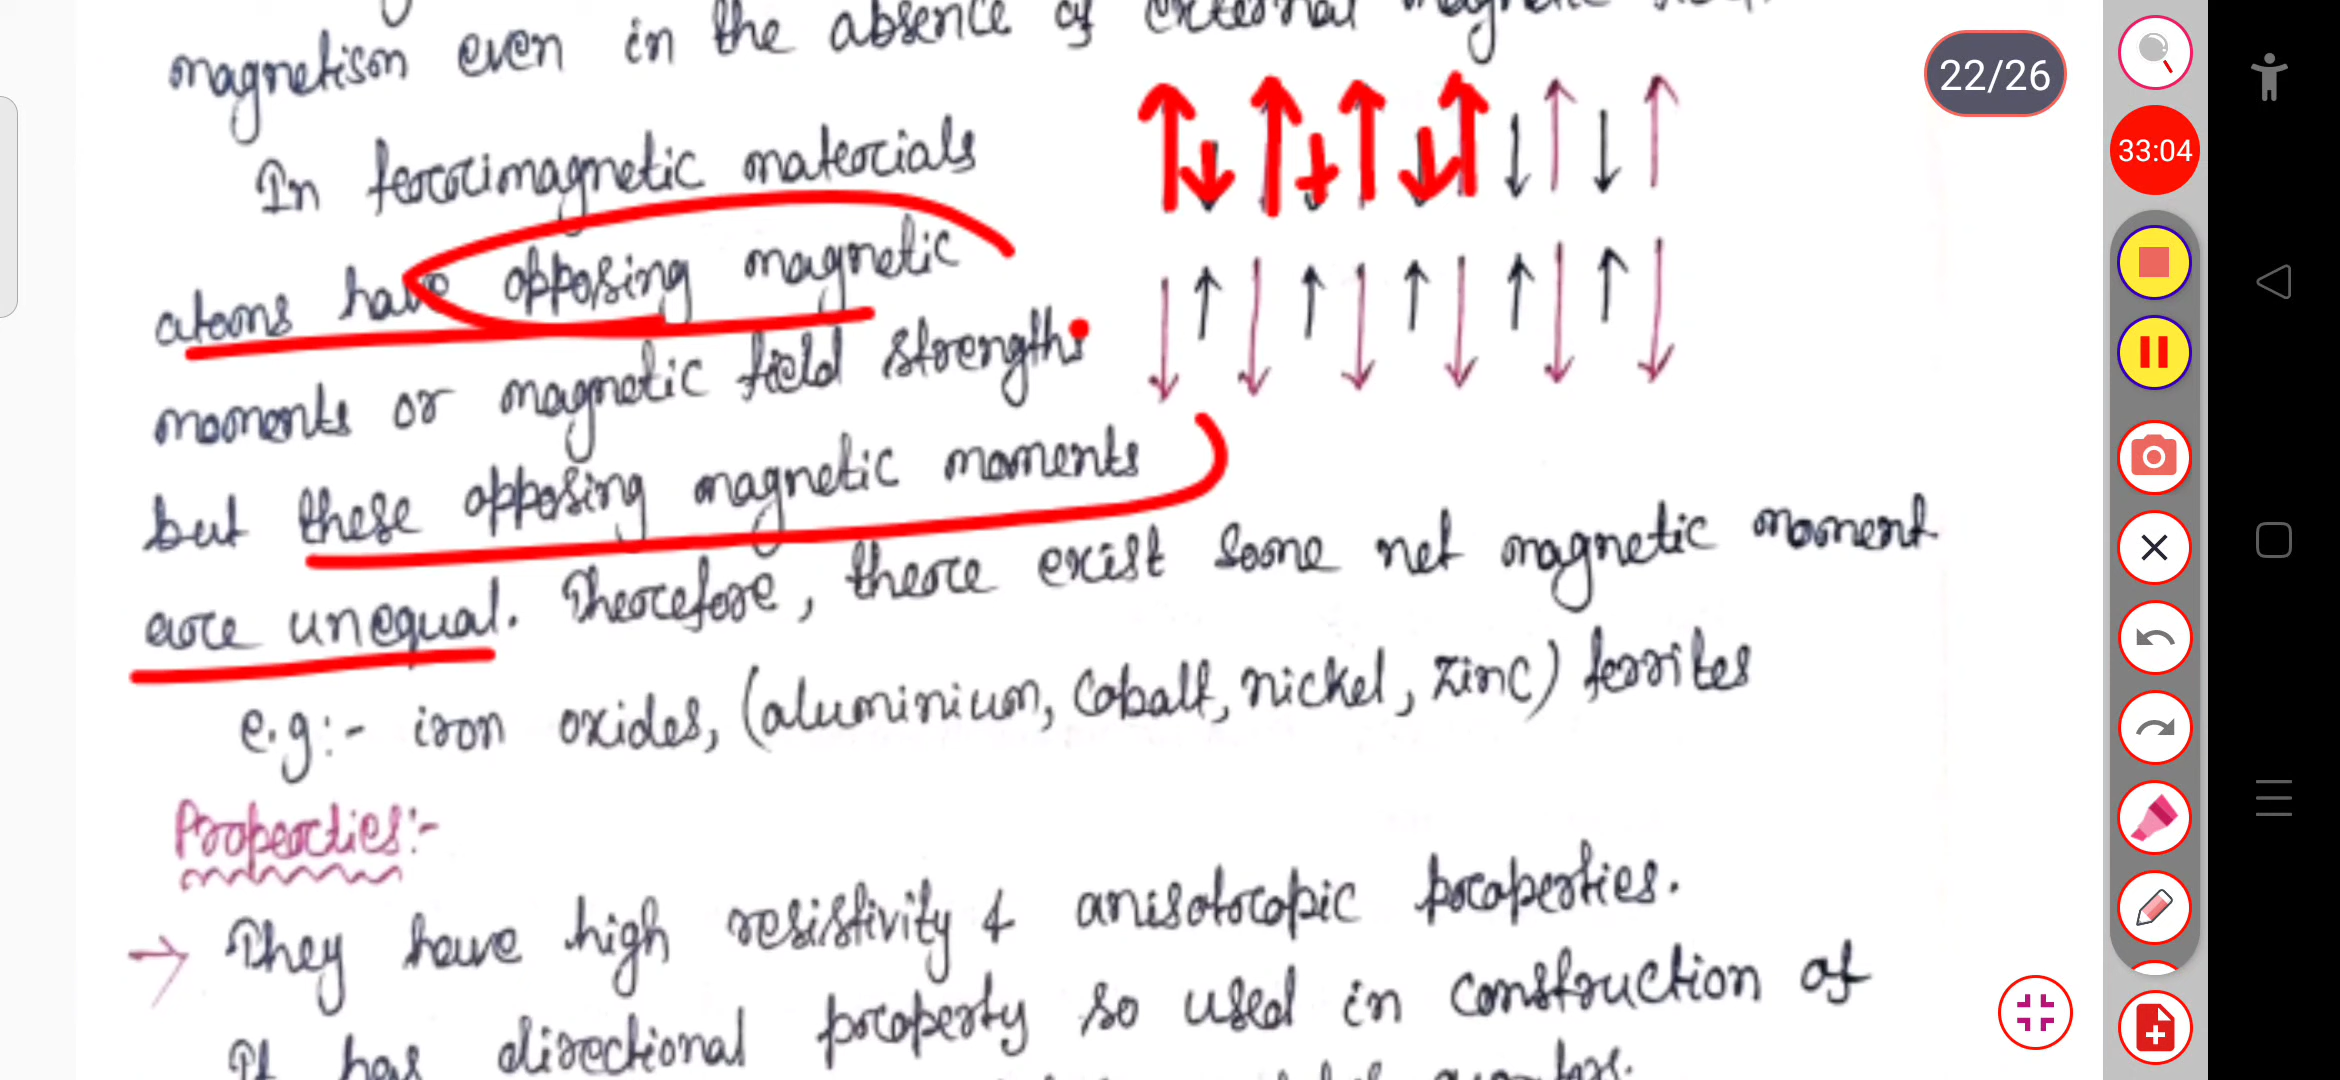 magnetism even in the absence of external magnetic
In ferrimagnetic materials
atoms have opposing magnetic
moments or magnetic field strengths
but these opposing magnetic moments
are unequal. Therefore, there exist some net magnetic moment
e.g:- iron oxides, (aluminium, Cobalt, nickel, zinc) ferrites
Properties:-
→ They have high resistivity & anisotropic properties.
It has directional property so used in construction of
22/26
33:04